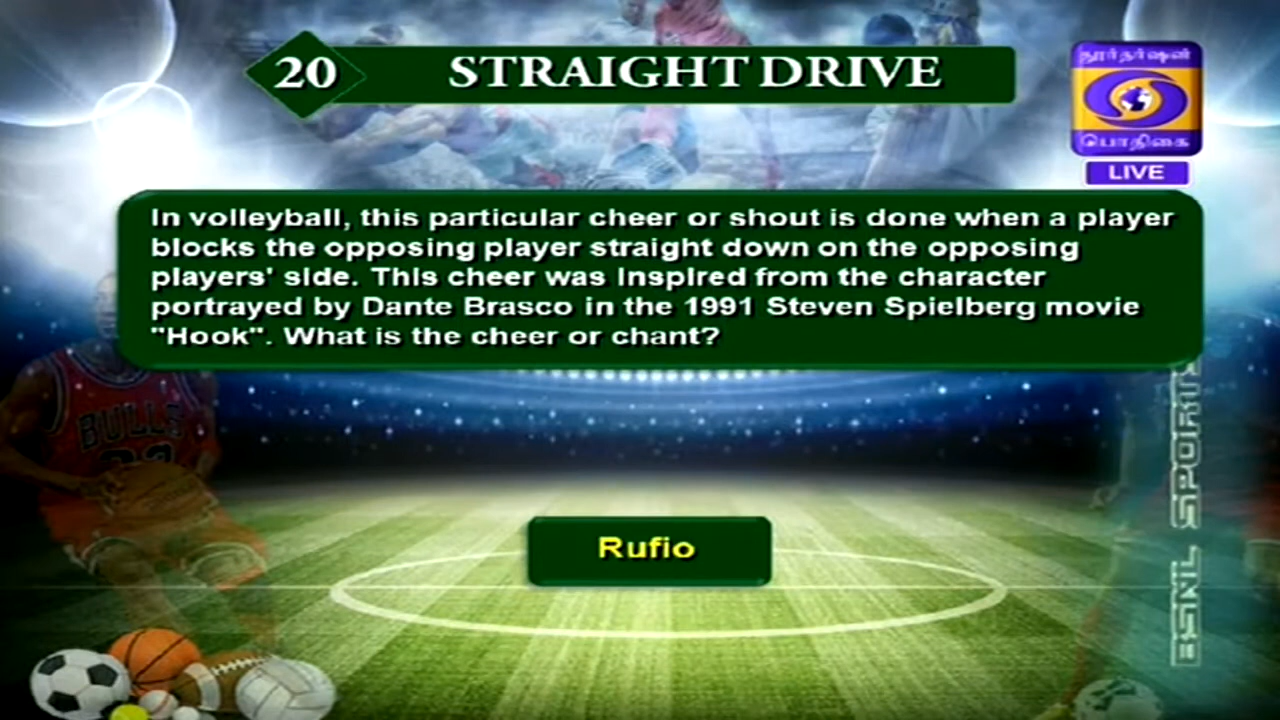 20 STRAIGHT DRIVE
தூர்தர்ஷன்
பொதிகை
LIVE
In volleyball, this particular cheer or shout is done when a player
blocks the opposing player straight down on the opposing
players' side. This cheer was inspired from the character
portrayed by Dante Brasco in the 1991 Steven Spielberg movie
"Hook". What is the cheer or chant?
BULLS
Rufio
SPORTS